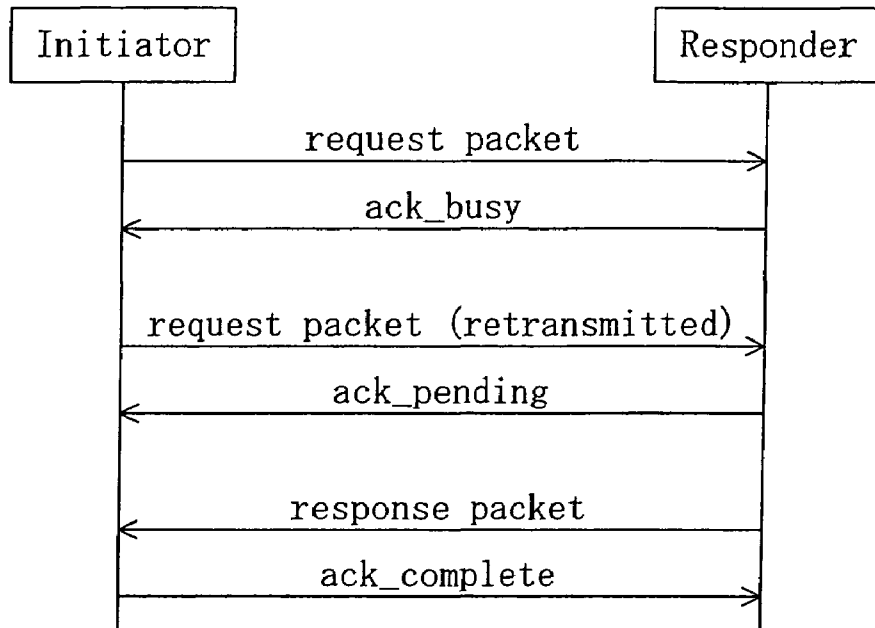 Initiator
Responder
request packet
ack_busy
request packet (retransmitted)
ack_pending
response packet
ack_complete